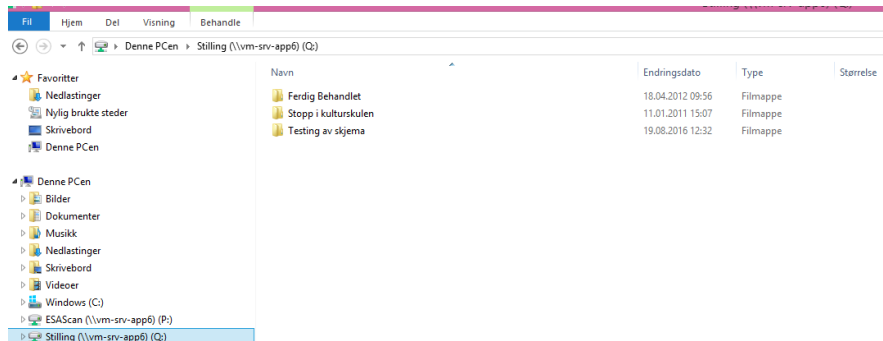 Fil Hjem Del Visning Behandle
Denne PCen Stilling (\\vm-srv-app6) (Q:)
Favoritter
Nedlastinger
Nylig brukte steder
Skrivebord
Denne PCen
Denne PCen
Bilder
Dokumenter
Musikk
Nedlastinger
Skrivebord
Videoer
Windows (C:)
ESAScan (\\vm-srv-app6) (P:)
Stilling (\\vm-srv-app6) (Q:)
Navn Endringsdato Type Størrelse
Ferdig Behandlet 18.04.2012 09:56 Filmappe
Stopp i kulturskulen 11.01.2011 15:07 Filmappe
Testing av skjema 19.08.2016 12:32 Filmappe